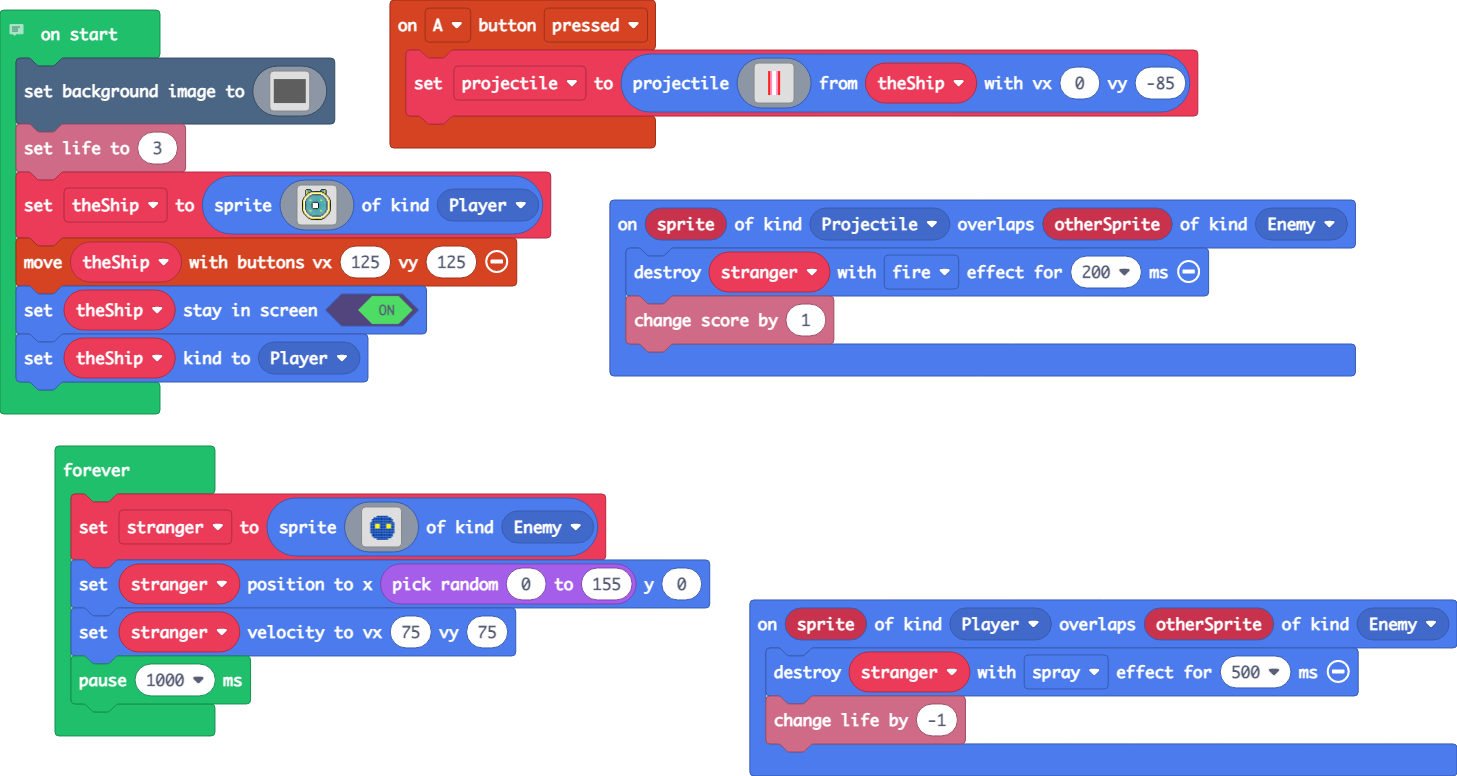 on start
set background image to
set life to 3
set theShip to sprite of kind Player
move theShip with buttons vx 125 vy 125
set theShip stay in screen ON
set theShip kind to Player
on A button pressed
set projectile to projectile from theShip with vx 0 vy -85
on sprite of kind Projectile overlaps otherSprite of kind Enemy
destroy stranger with fire effect for 200 ms
change score by 1
forever
set stranger to sprite of kind Enemy
set stranger position to x pick random 0 to 155 y 0
set stranger velocity to vx 75 vy 75
pause 1000 ms
on sprite of kind Player overlaps otherSprite of kind Enemy
destroy stranger with spray effect for 500 ms
change life by -1